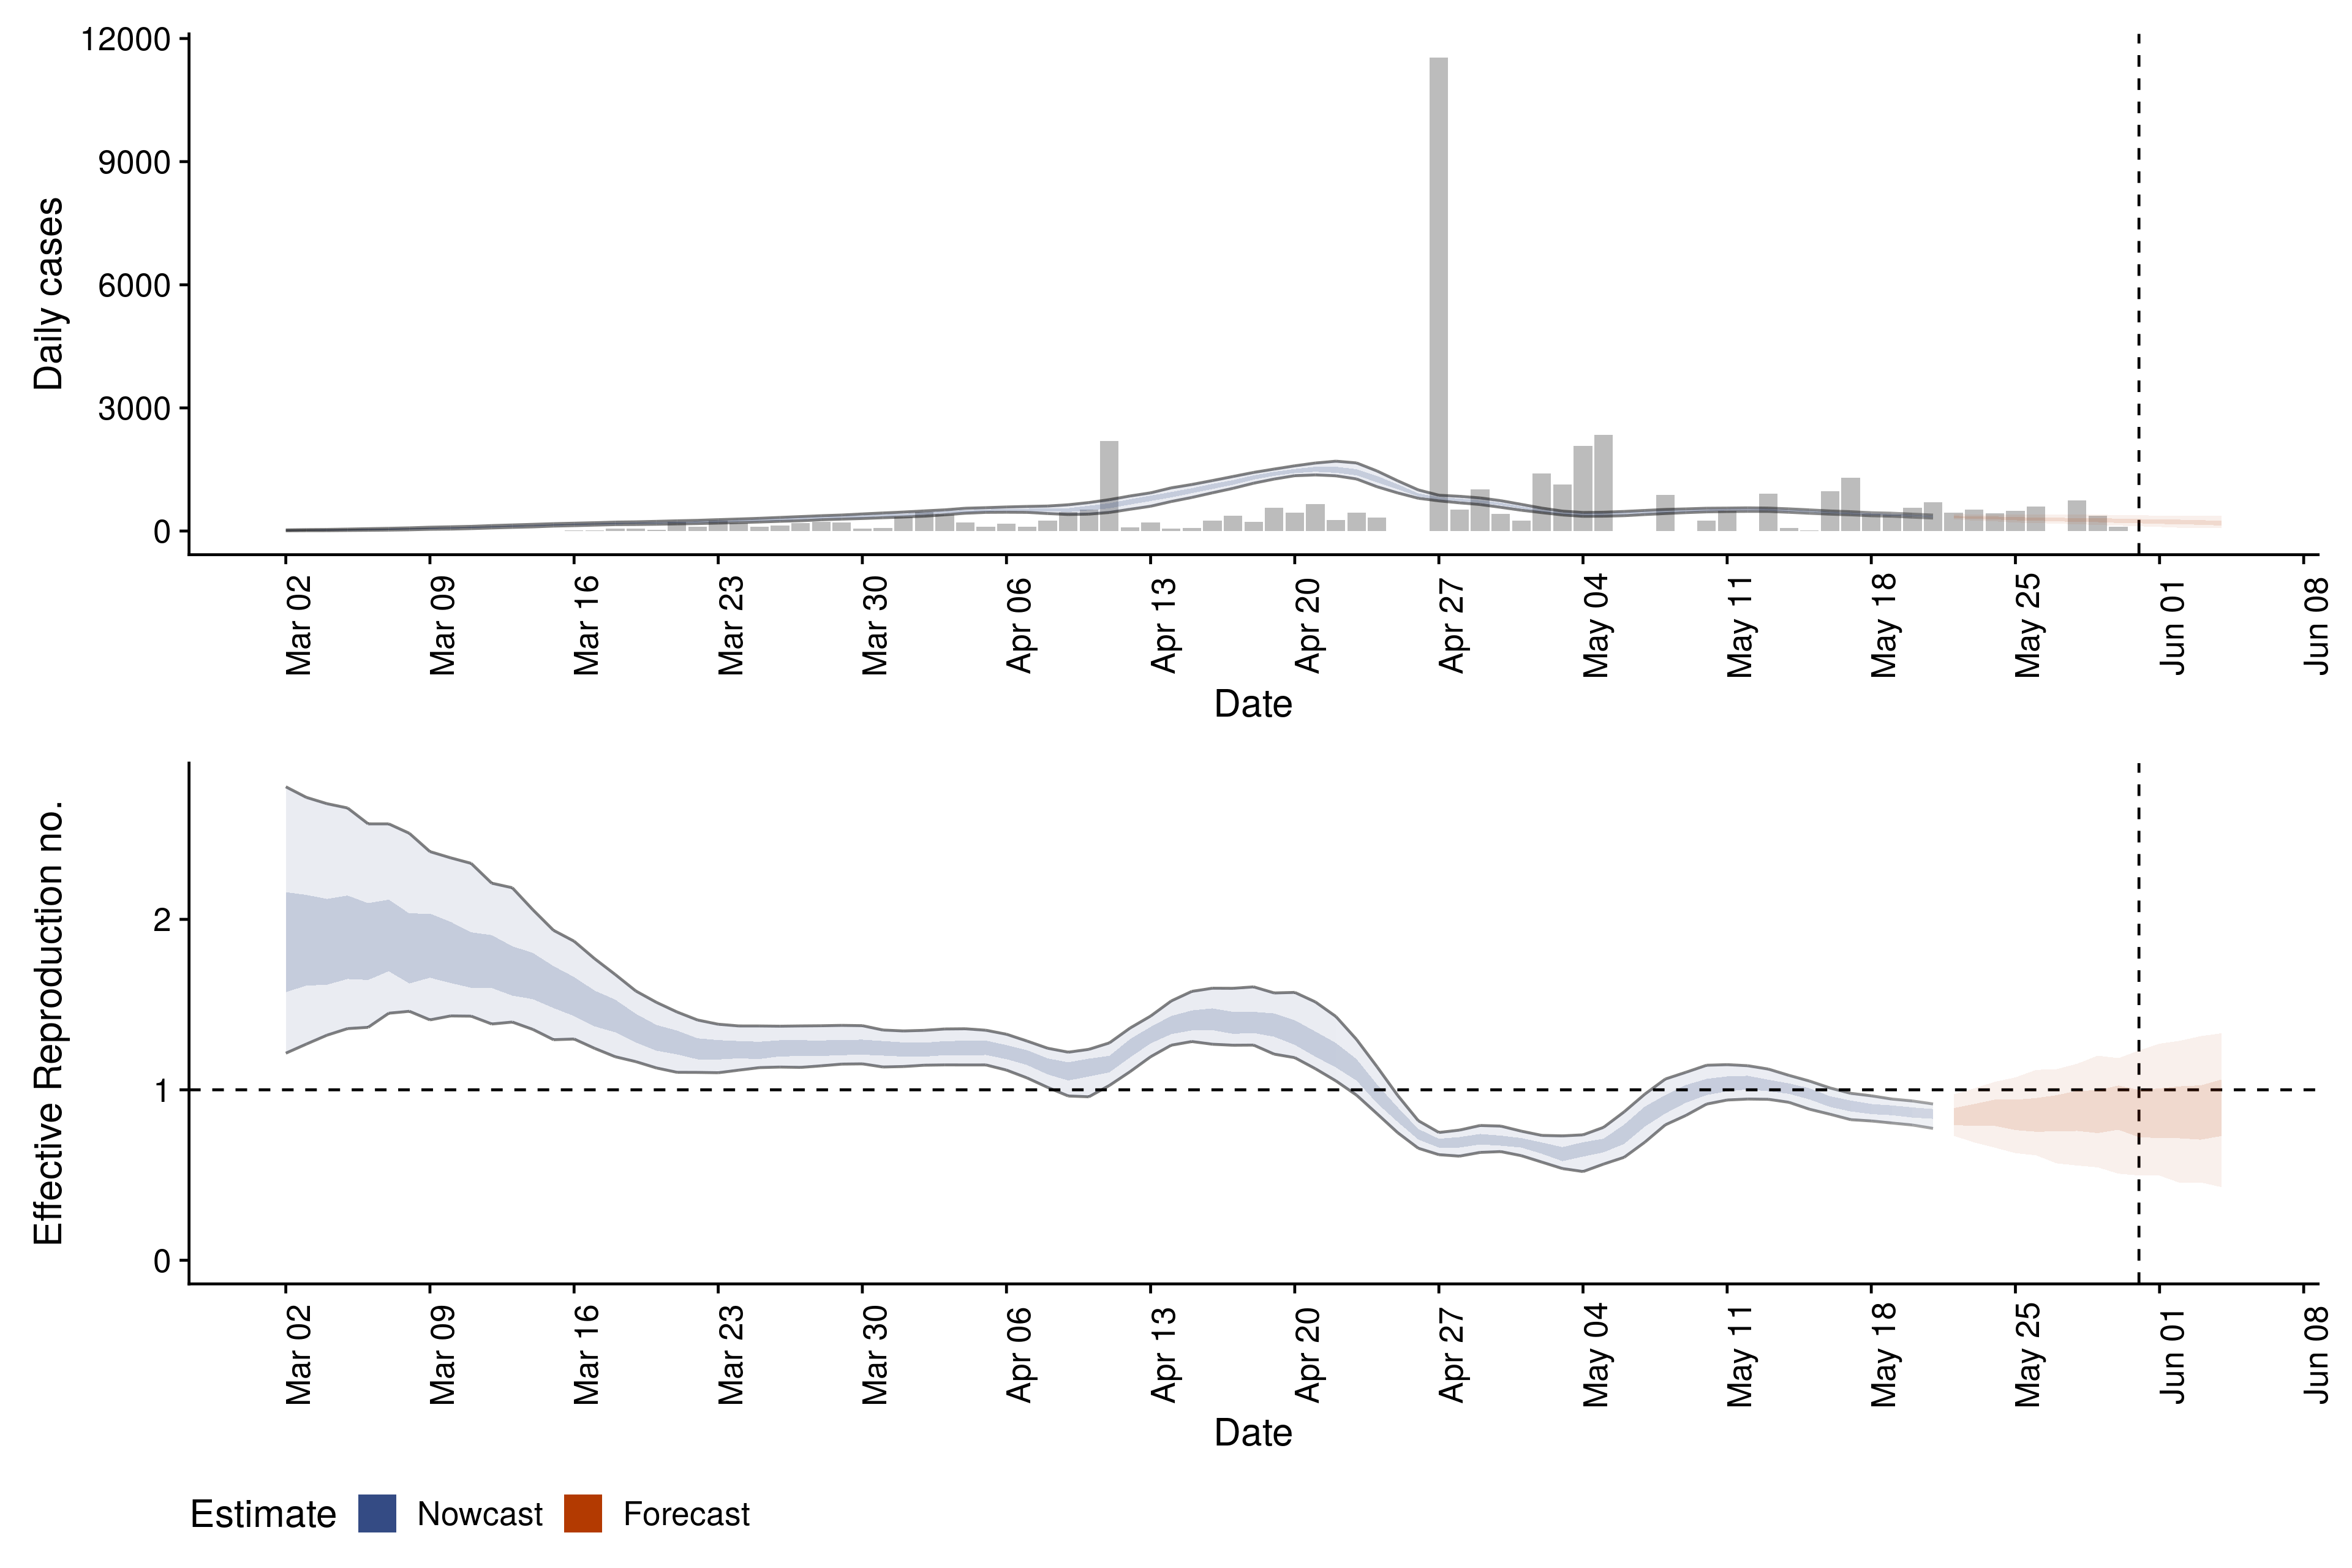 Daily cases
12000
9000
6000
3000
0
Mar 02
Mar 09
Mar 16
Mar 23
Mar 30
Apr 06
Apr 13
Apr 20
Apr 27
May 04
May 11
May 18
May 25
Jun 01
Jun 08
Date
Effective Reproduction no.
2
1
0
Mar 02
Mar 09
Mar 16
Mar 23
Mar 30
Apr 06
Apr 13
Apr 20
Apr 27
May 04
May 11
May 18
May 25
Jun 01
Jun 08
Date
Estimate Nowcast Forecast